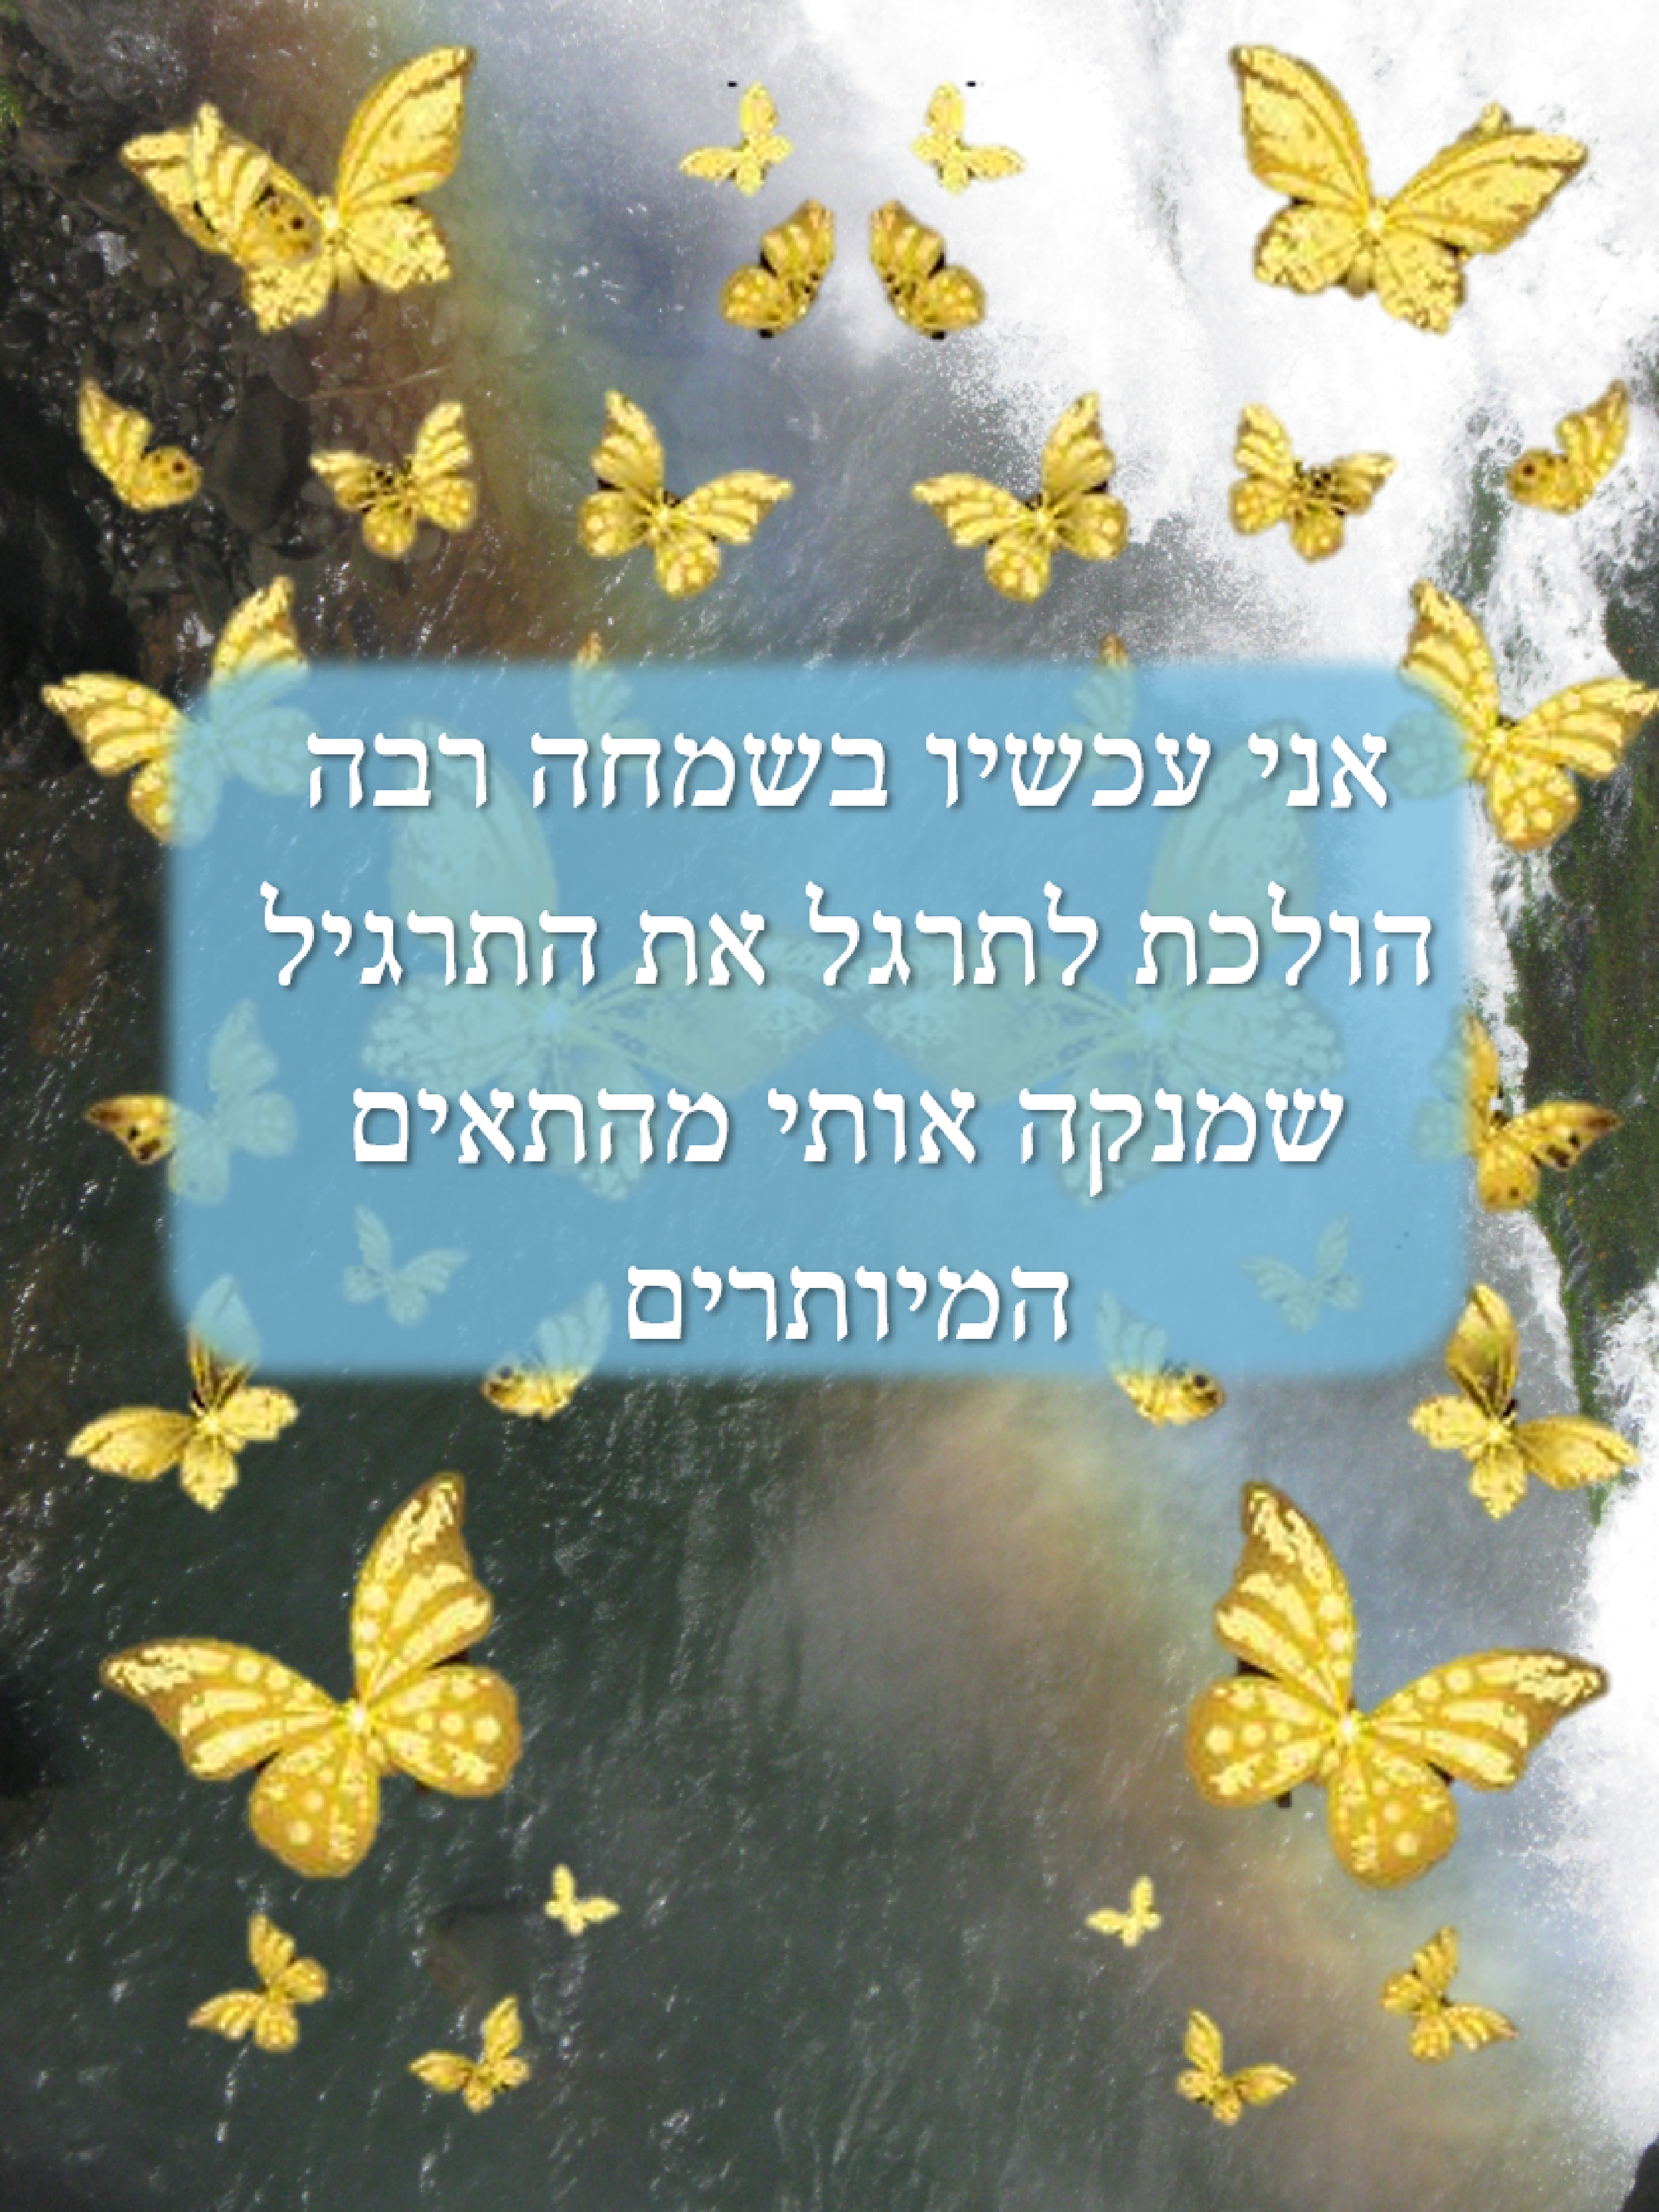 אני עכשיו בשמחה רבה
הולכת לתרגל את התרגיל
שמנקה אותי מהתאים
המיותרים